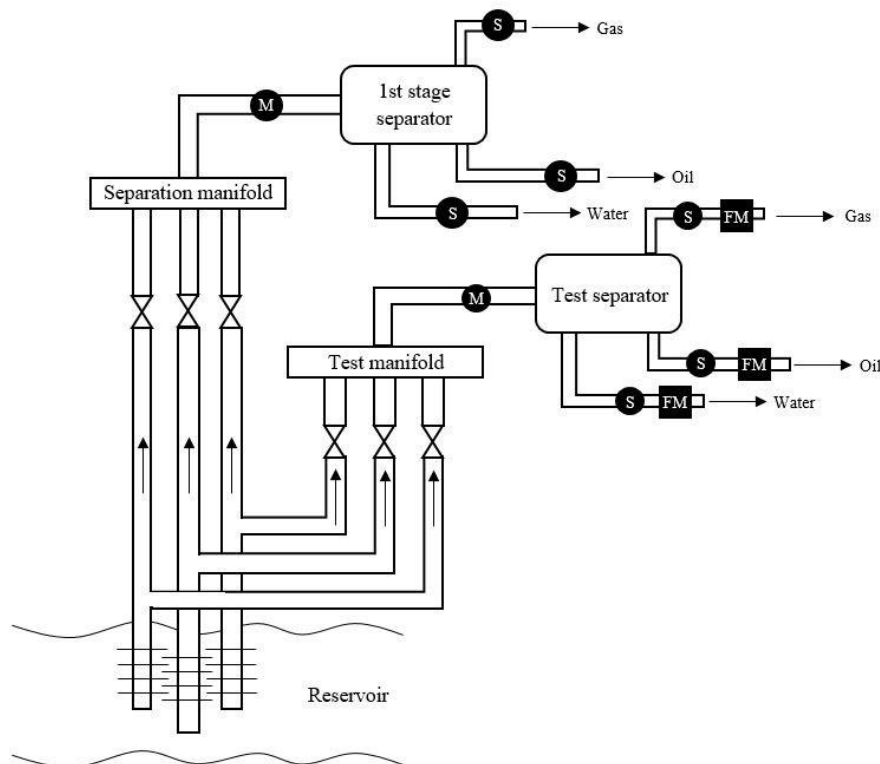 S
Gas
1st stage
separator
M
S
Oil
Separation manifold
S
Water
S
FM
Gas
Test separator
M
Test manifold
S
FM
Oil
S
FM
Water
Reservoir